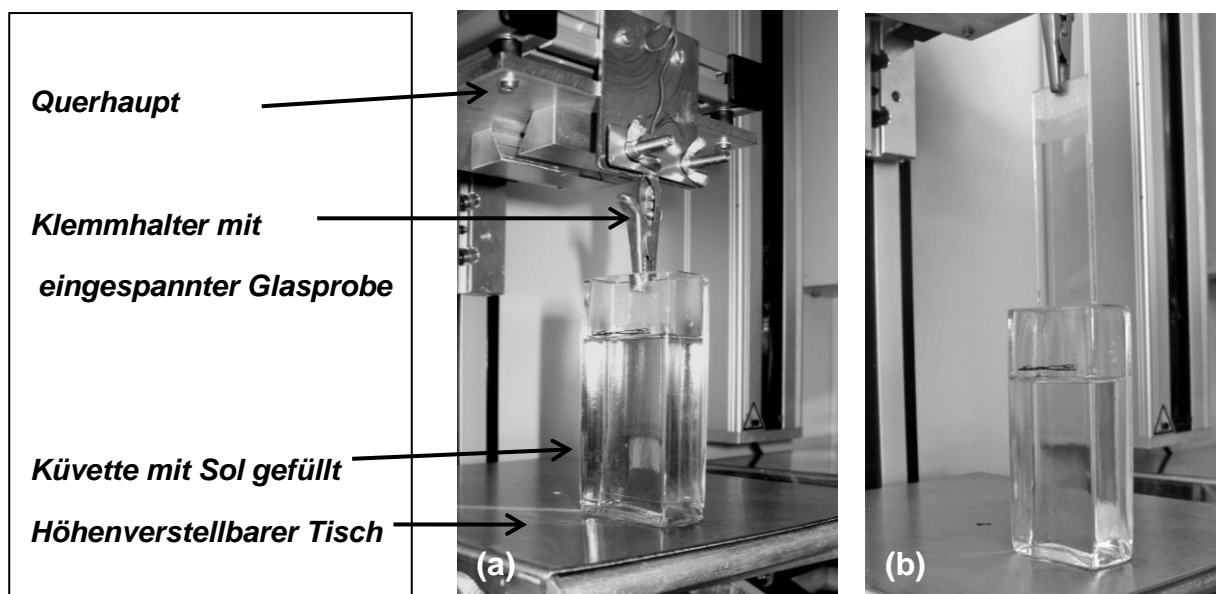 Querhaupt
Klemmhalter mit
eingespannter Glasprobe
Küvette mit Sol gefüllt
Höhenverstellbarer Tisch
(a)
(b)